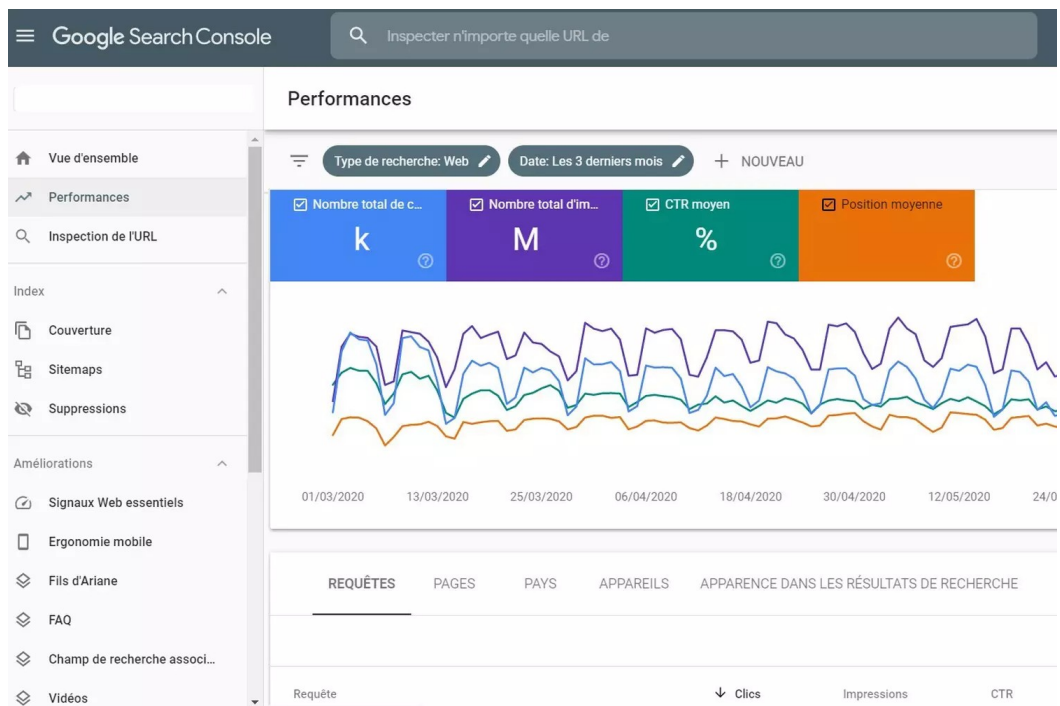 Google Search Console
Inspecter n'importe quelle URL de
Performances
Vue d'ensemble
Performances
Inspection de l'URL
Index
Couverture
Sitemaps
Suppressions
Améliorations
Signaux Web essentiels
Ergonomie mobile
Fils d'Ariane
FAQ
Champ de recherche associ...
Vidéos
Type de recherche: Web
Date: Les 3 derniers mois
NOUVEAU
Nombre total de c...
k
Nombre total d'im...
M
CTR moyen
%
Position moyenne
01/03/2020 13/03/2020 25/03/2020 06/04/2020 18/04/2020 30/04/2020 12/05/2020 24/0
REQUÊTES PAGES PAYS APPAREILS APPARENCE DANS LES RÉSULTATS DE RECHERCHE
Requête Clics Impressions CTR